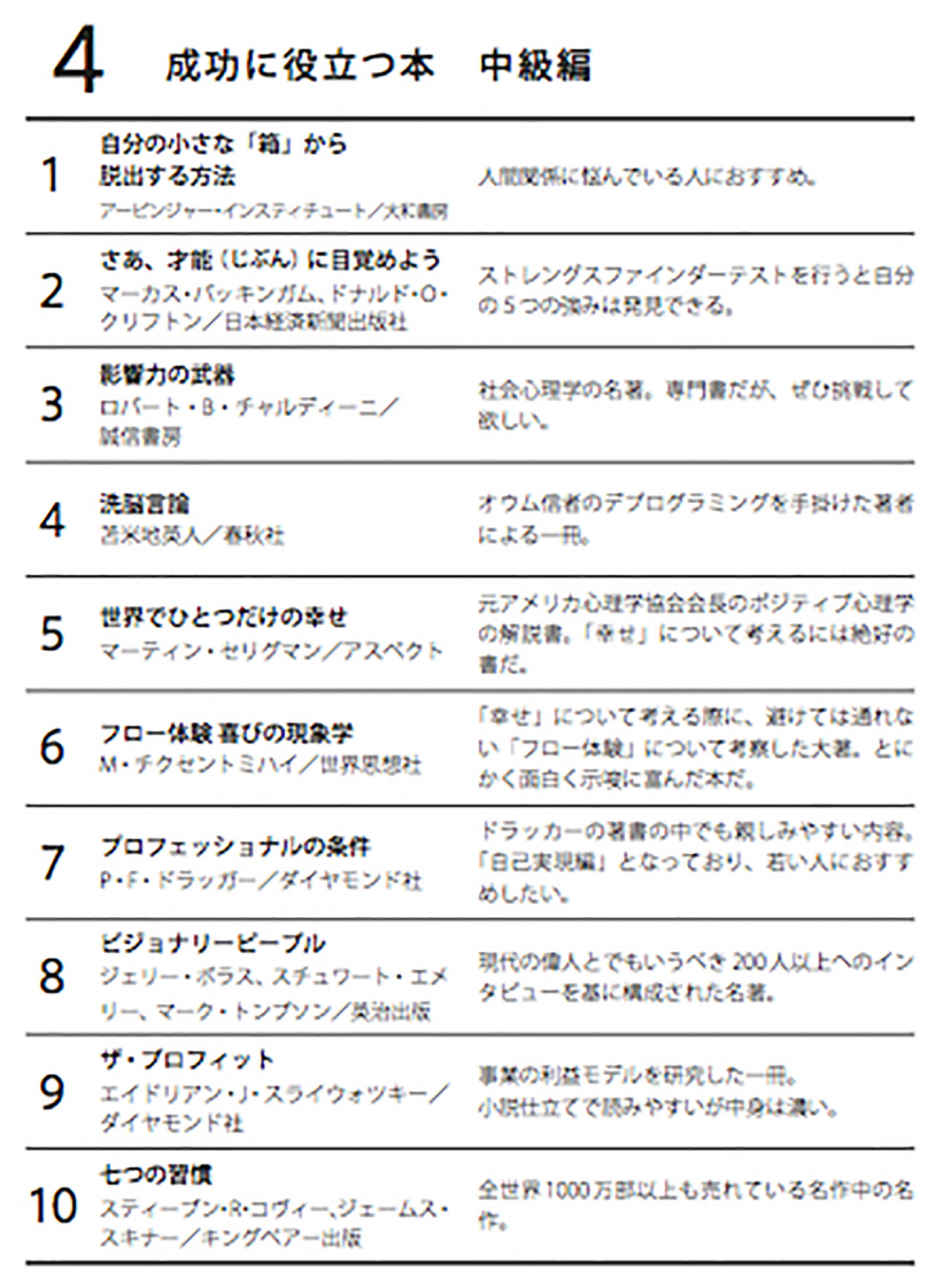 4 成功に役立つ本 中級編
1
自分の小さな「箱」から
脱出する方法
アービンジャー・インスティチュート／大和書房
人間関係に悩んでいる人におすすめ。
2
さあ、才能（じぶん）に目覚めよう
マーカス・バッキンガム、ドナルド・O・
クリフトン／日本経済新聞出版社
ストレングスファインダーテストを行うと自分
の5つの強みは発見できる。
3
影響力の武器
ロバート・B・チャルディーニ／
誠信書房
社会心理学の名著。専門書だが、ぜひ挑戦して
欲しい。
4
洗脳言論
苫米地英人／春秋社
オウム信者のデプログラミングを手掛けた著者
による一冊。
5
世界でひとつだけの幸せ
マーティン・セリグマン／アスペクト
元アメリカ心理学協会会長のポジティブ心理学
の解説書。「幸せ」について考えるには絶好の
書だ。
6
フロー体験 喜びの現象学
M・チクセントミハイ／世界思想社
「幸せ」について考える際に、避けては通れな
い「フロー体験」について考察した大著。とに
かく面白く示唆に富んだ本だ。
7
プロフェッショナルの条件
P・F・ドラッガー／ダイヤモンド社
ドラッカーの著書の中でも親しみやすい内容。
「自己実現編」となっており、若い人におすす
めしたい。
8
ビジョナリーピープル
ジェリー・ポラス、スチュワート・エメ
リー、マーク・トンプソン／英治出版
現代の偉人とでもいうべき200人以上へのイン
タビューを基に構成された名著。
9
ザ・プロフィット
エイドリアン・J・スライウォツキー／
ダイヤモンド社
事業の利益モデルを研究した一冊。
小説仕立てで読みやすいが中身は濃い。
10
七つの習慣
スティーブン・R・コヴィー、ジェームス・
スキナー／キングベアー出版
全世界1000万部以上も売れている名作中の名
作。